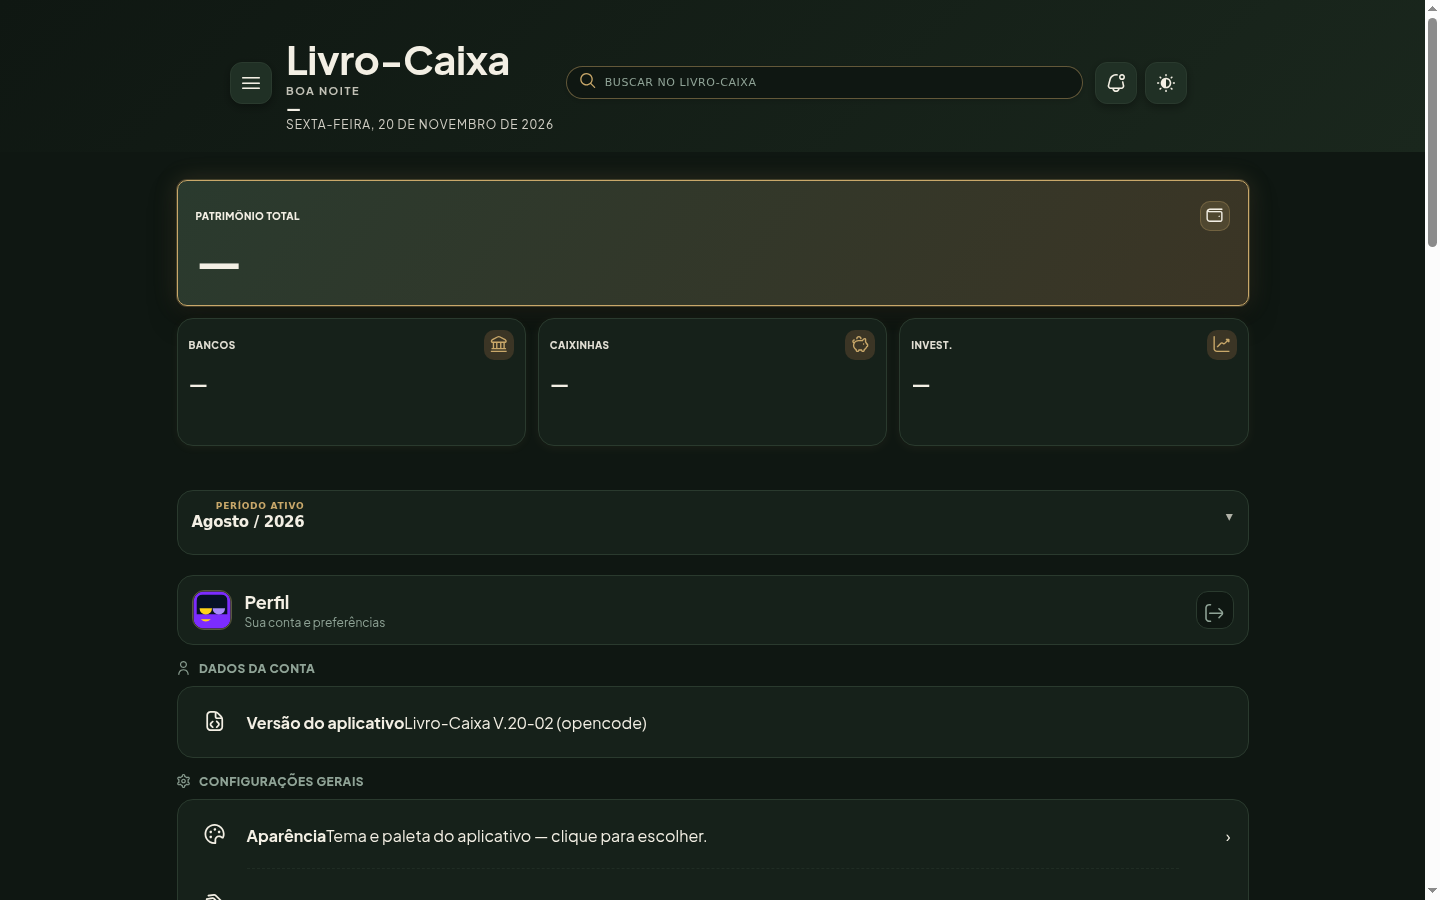 Livro-Caixa
BOA NOITE
—
SEXTA-FEIRA, 20 DE NOVEMBRO DE 2026
BUSCAR NO LIVRO-CAIXA
PATRIMÔNIO TOTAL
—
BANCOS
—
CAIXINHAS
—
INVEST.
—
PERÍODO ATIVO
Agosto / 2026
Perfil
Sua conta e preferências
DADOS DA CONTA
Versão do aplicativoLivro-Caixa V.20-02 (opencode)
CONFIGURAÇÕES GERAIS
AparênciaTema e paleta do aplicativo — clique para escolher.